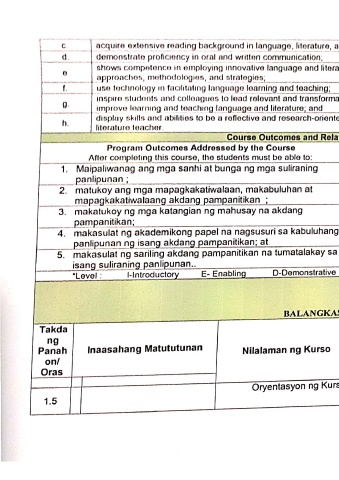 c. acquire extensive reading background in language, literature, a
d. demonstrate proficiency in oral and written communication;
e shows competence in employing innovative language and litera
approaches, methodologies, and strategies;
f. use technology in facilitating language learning and teaching;
g. inspire students and colleagues to lead relevant and transforma
improve learning and teaching language and literature; and
h. display skills and abilities to be a reflective and research-oriente
literature teacher.
Course Outcomes and Rela
Program Outcomes Addressed by the Course
After completing this course, the students must be able to:
1. Maipaliwanag ang mga sanhi at bunga ng mga suliraning
panlipunan ;
2. matukoy ang mga mapagkakatiwalaan, makabuluhan at
mapagkakatiwalaang akdang pampanitikan ;
3. makatukoy ng mga katangian ng mahusay na akdang
pampanitikan;
4. makasulat ng akademikong papel na nagsusuri sa kabuluhang
panlipunan ng isang akdang pampanitikan; at
5. makasulat ng sariling akdang pampanitikan na tumatalakay sa
isang suliraning panlipunan..
*Level : I-Introductory E- Enabling D-Demonstrative
BALANGKAS
Takda
ng
Panah
on/
Oras
Inaasahang Matututunan
Nilalaman ng Kurso
Oryentasyon ng Kurs
1.5